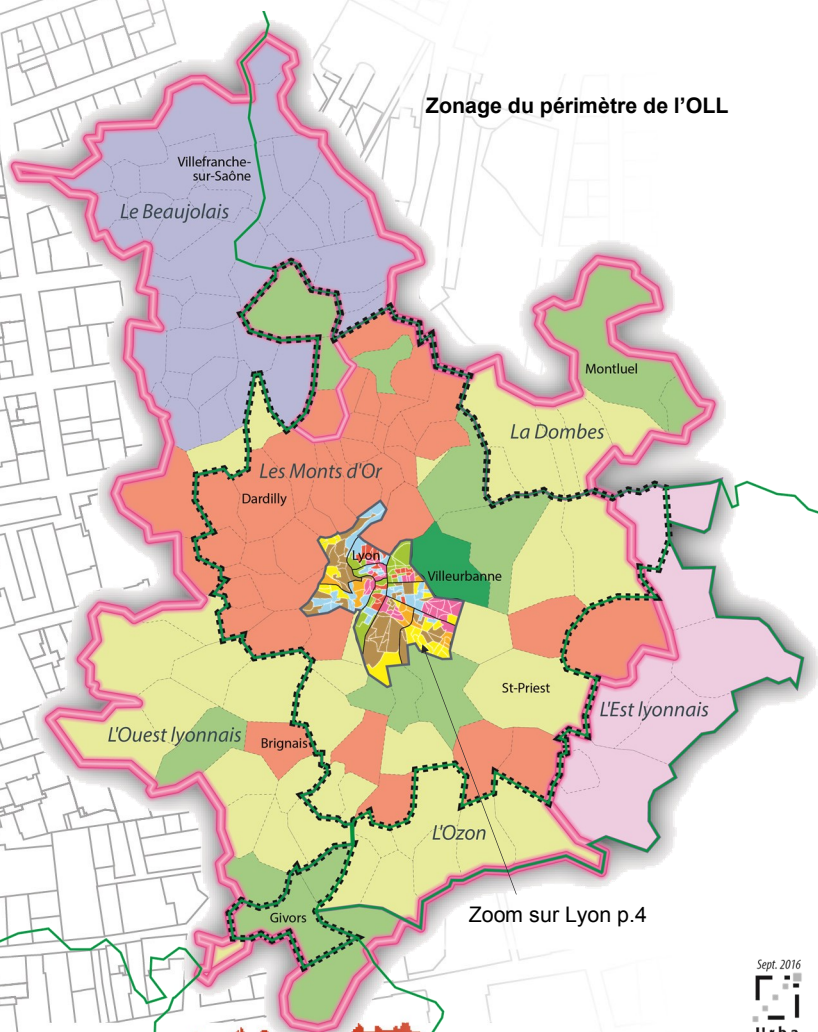 Zonage du périmètre de l'OLL
Villefranche-
sur-Saône
Le Beaujolais
Montluel
La Dombes
Les Monts d'Or
Dardilly
Lyon
Villeurbanne
St-Priest
L'Est lyonnais
L'Ouest lyonnais
Brignais
L'Ozon
Zoom sur Lyon p.4
Givors
Sept. 2016